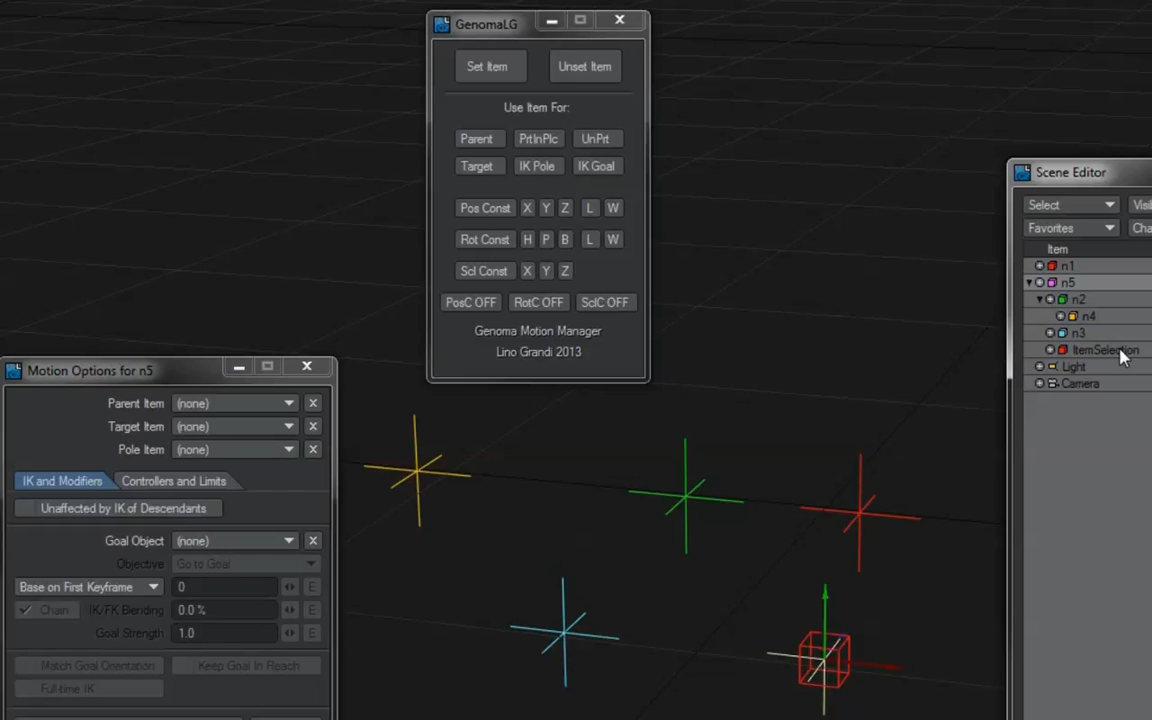 GenomaLG
Set Item
Unset Item
Use Item For:
Parent
PrtInPlc
UnPrt
Target
IK Pole
IK Goal
Pos Const X Y Z L W
Rot Const H P B L W
Scl Const X Y Z
PosC OFF
RotC OFF
SclC OFF
Genoma Motion Manager
Lino Grandi 2013
Scene Editor
Select
Visi
Favorites
Cha
Item
n1
n5
n2
n4
n3
ItemSelection
Light
Camera
Motion Options for n5
Parent Item (none) X
Target Item (none) X
Pole Item (none) X
IK and Modifiers
Controllers and Limits
Unaffected by IK of Descendants
Goal Object (none) X
Objective Go to Goal
Base on First Keyframe 0 E
Chain IK/FK Blending 0.0 % E
Goal Strength 1.0 E
Match Goal Orientation
Keep Goal In Reach
Full-time IK